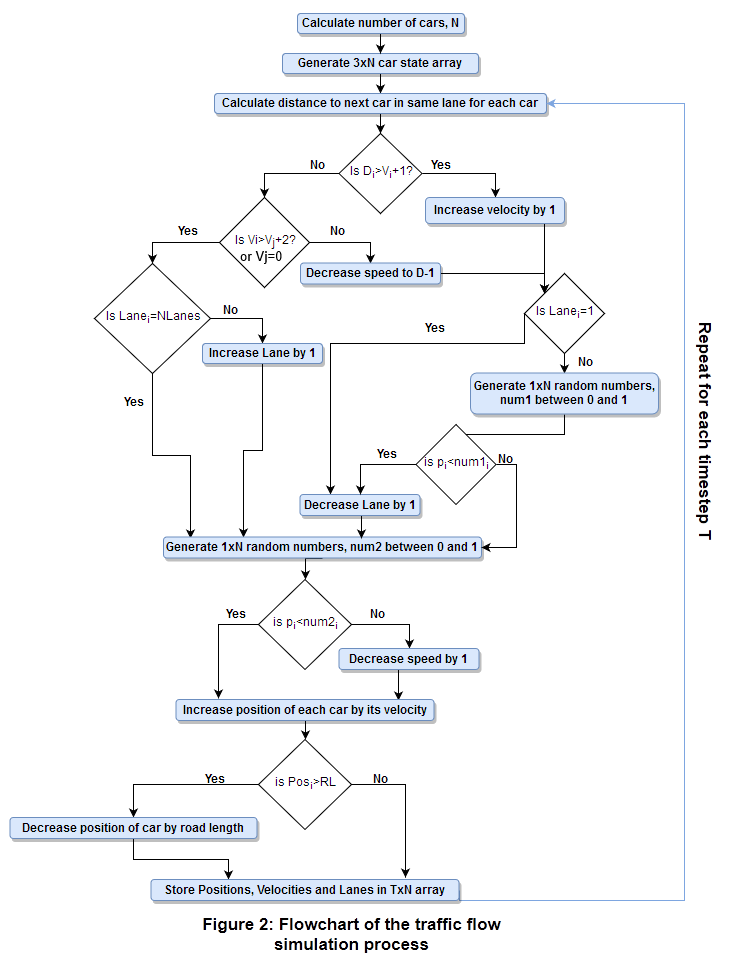 Calculate number of cars, N
Generate 3xN car state array
Calculate distance to next car in same lane for each car
Is Dᵢ>Vᵢ+1?
No
Yes
Increase velocity by 1
Is Vi>Vⱼ+2?
or Vj=0
Yes
No
Decrease speed to D-1
Is Laneᵢ=NLanes
No
Yes
Increase Lane by 1
Is Laneᵢ=1
Yes
No
Generate 1xN random numbers,
num1 between 0 and 1
is pᵢ<num1ᵢ
Yes
No
Decrease Lane by 1
Generate 1xN random numbers, num2 between 0 and 1
is pᵢ<num2ᵢ
Yes
No
Decrease speed by 1
Increase position of each car by its velocity
is Posᵢ>RL
Yes
No
Decrease position of car by road length
Store Positions, Velocities and Lanes in TxN array
Repeat for each timestep T
Figure 2: Flowchart of the traffic flow
simulation process